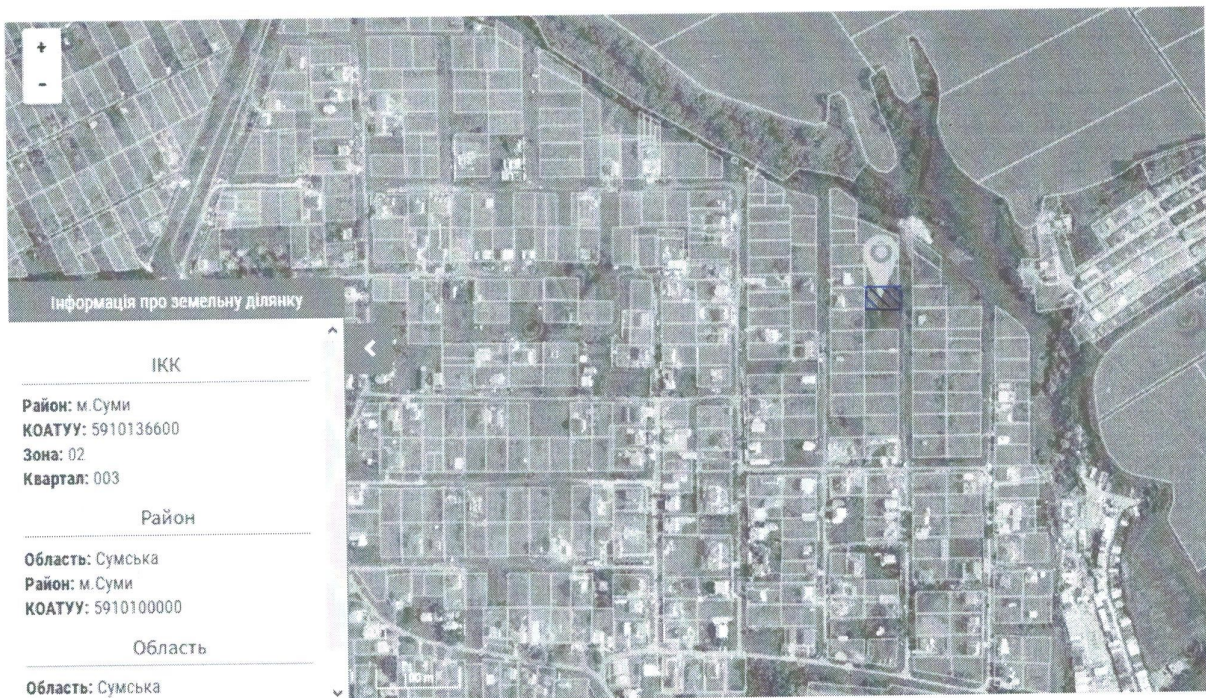 +
-
Інформація про земельну ділянку
ІКК
Район: м.Суми
КОАТУУ: 5910136600
Зона: 02
Квартал: 003
Район
Область: Сумська
Район: м.Суми
КОАТУУ: 5910100000
Область
Область: Сумська